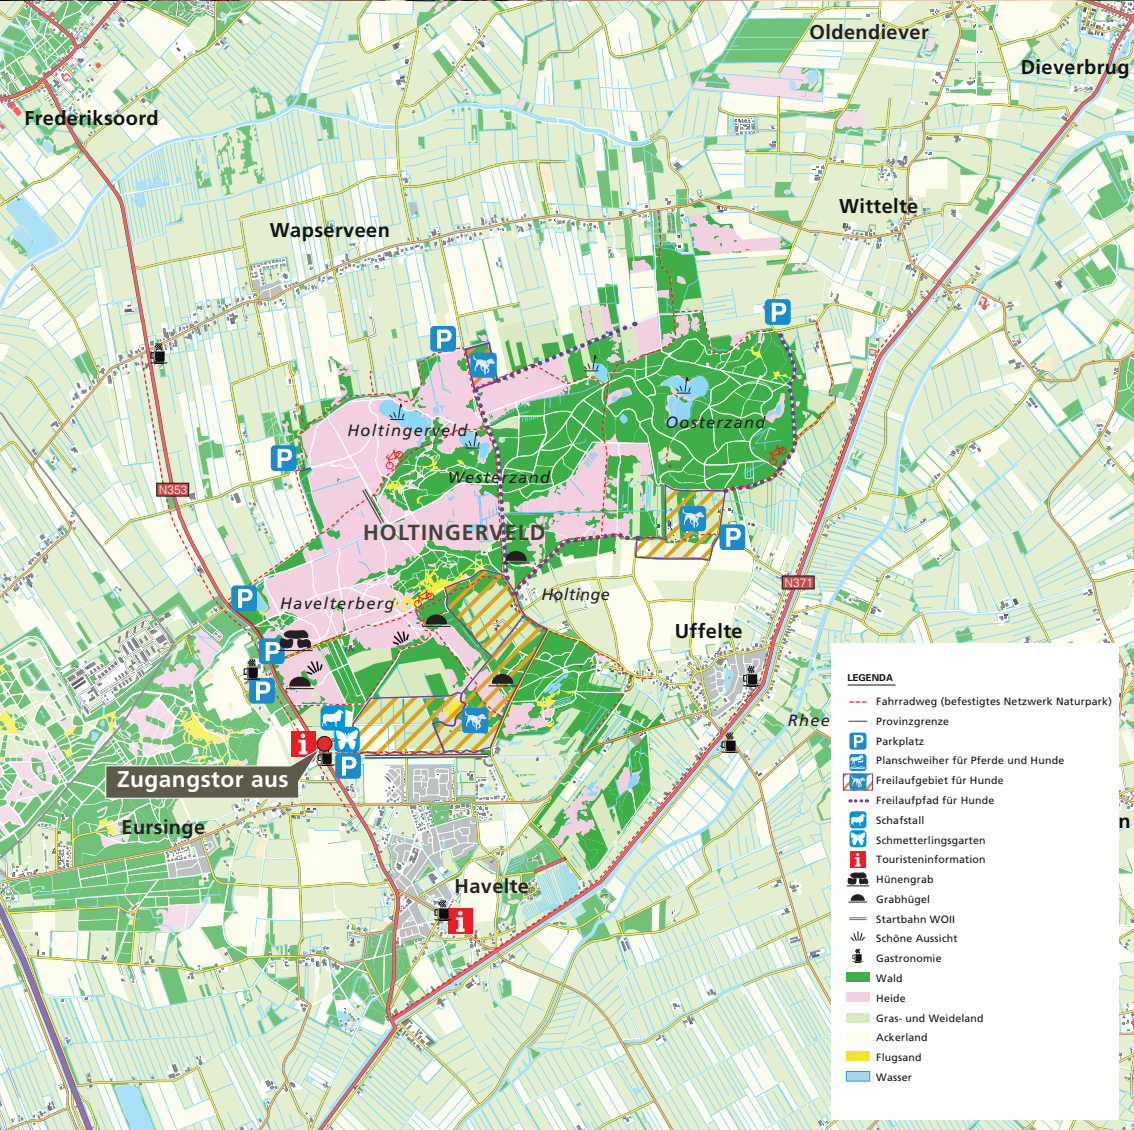 Oldendiever
Dieverbrug
Frederiksoord
Wittelte
Wapserveen
P
P
Holtingerveld
Oosterzand
P
Westerzand
N353
HOLTINGERVELD
P
N371
P
Havelterberg
Holtinge
Uffelte
P
P
Rhee
i
P
Zugangstor aus
Eursinge
n
Havelte
i
LEGENDA
Fahrradweg (befestigtes Netzwerk Naturpark)
Provinzgrenze
P Parkplatz
Planschweiher für Pferde und Hunde
Freilaufgebiet für Hunde
Freilaufpfad für Hunde
Schafstall
Schmetterlingsgarten
i Touristeninformation
Hünengrab
Grabhügel
Startbahn WOII
Schöne Aussicht
Gastronomie
Wald
Heide
Gras- und Weideland
Ackerland
Flugsand
Wasser